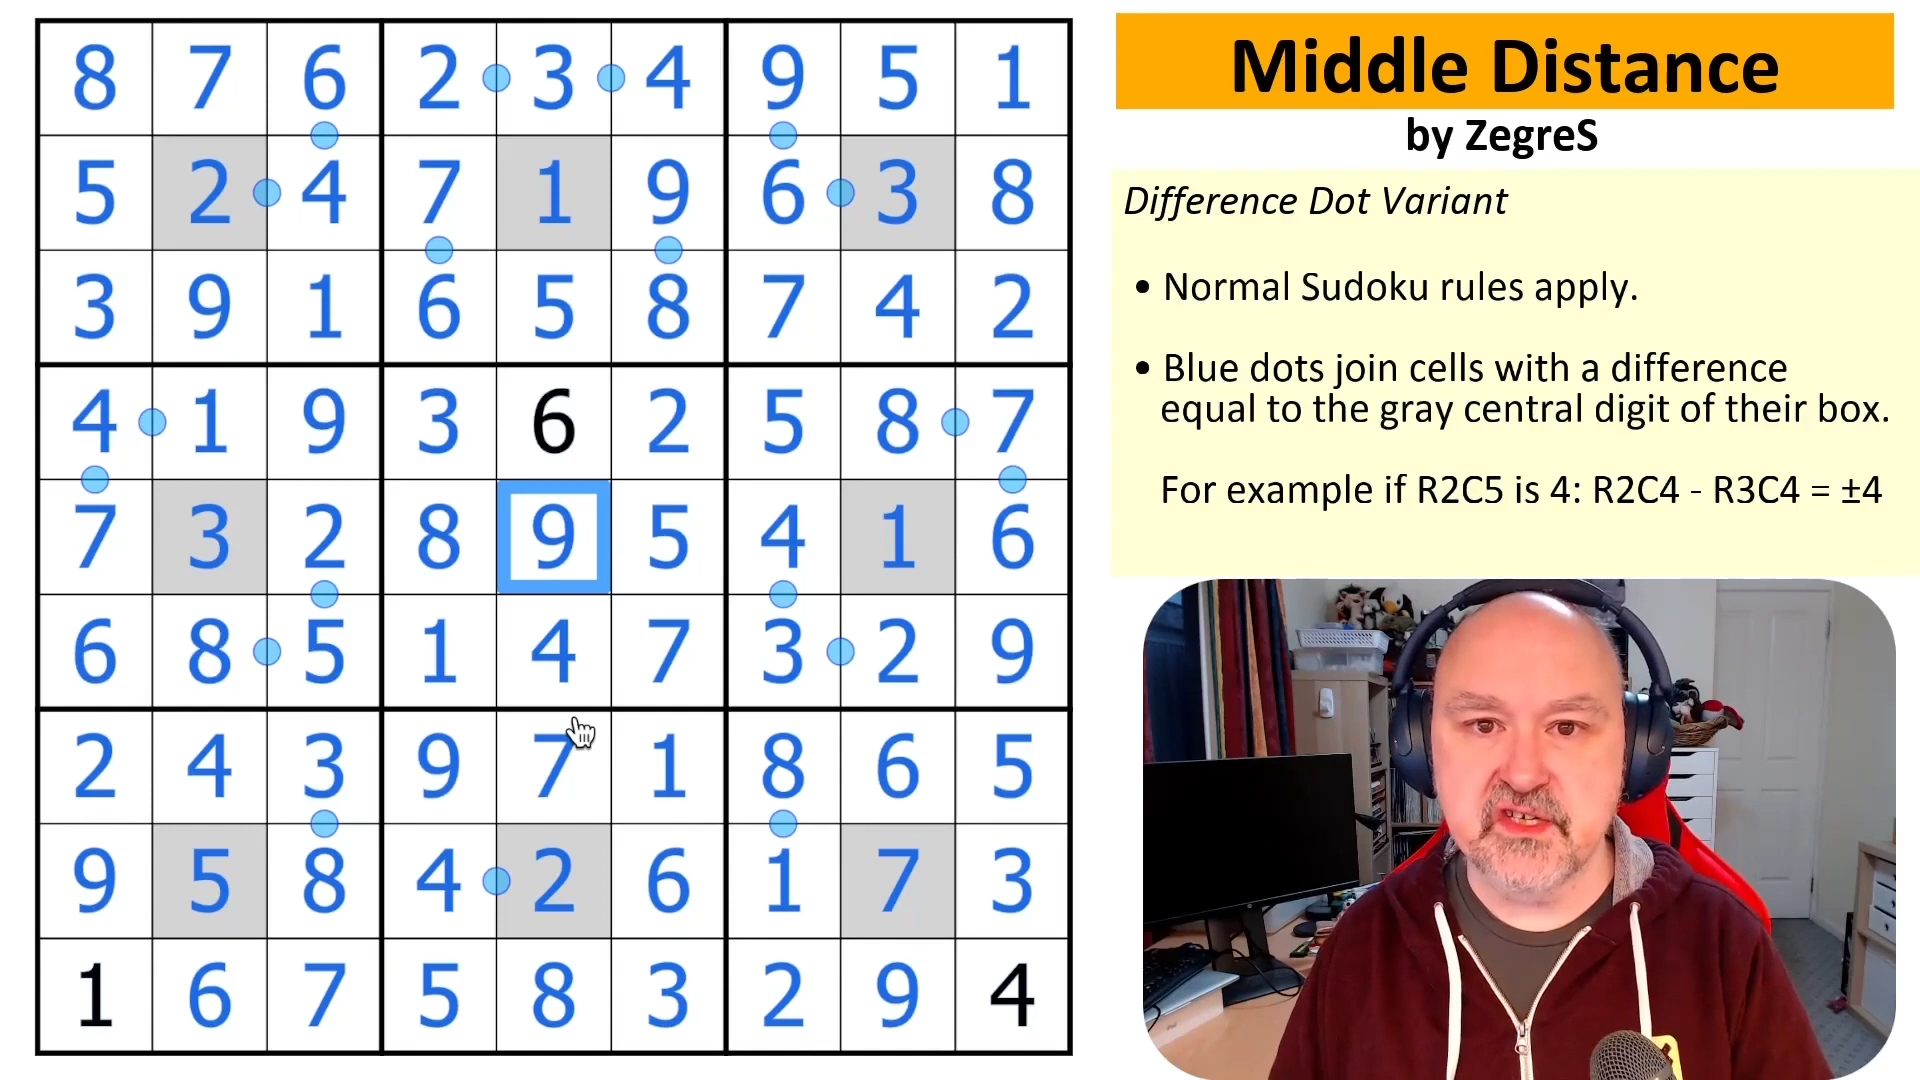 8 7 6 2 3 4 9 5 1
5 2 4 7 1 9 6 3 8
3 9 1 6 5 8 7 4 2
4 1 9 3 6 2 5 8 7
7 3 2 8 9 5 4 1 6
6 8 5 1 4 7 3 2 9
2 4 3 9 7 1 8 6 5
9 5 8 4 2 6 1 7 3
1 6 7 5 8 3 2 9 4
Middle Distance
by ZegreS
Difference Dot Variant
• Normal Sudoku rules apply.
• Blue dots join cells with a difference
equal to the gray central digit of their box.
For example if R2C5 is 4: R2C4 - R3C4 = ±4